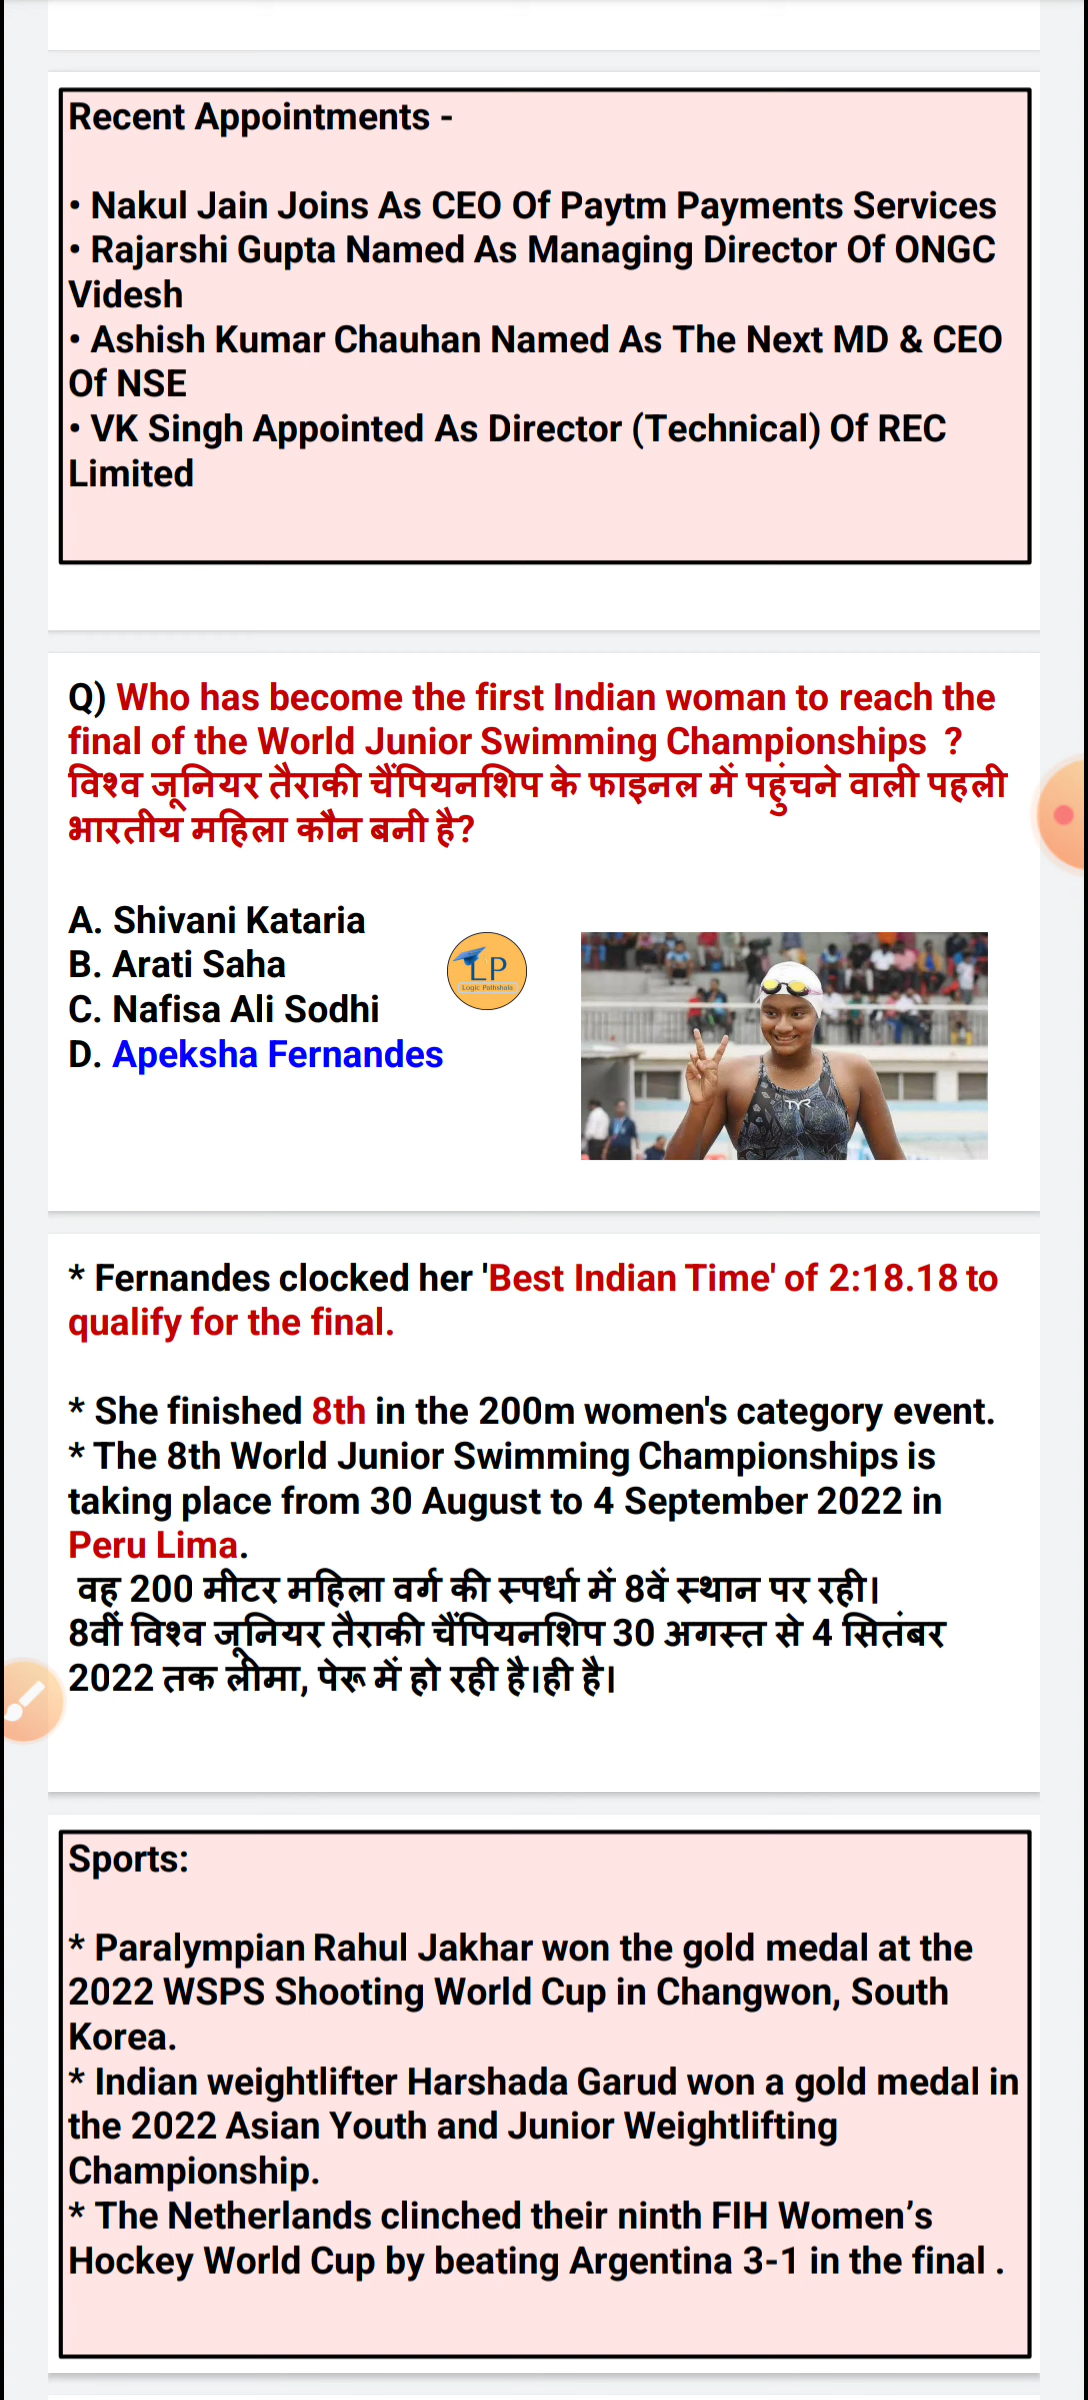 Recent Appointments -
• Nakul Jain Joins As CEO Of Paytm Payments Services
• Rajarshi Gupta Named As Managing Director Of ONGC
Videsh
• Ashish Kumar Chauhan Named As The Next MD & CEO
Of NSE
• VK Singh Appointed As Director (Technical) Of REC
Limited
Q) Who has become the first Indian woman to reach the
final of the World Junior Swimming Championships ?
विश्व जूनियर तैराकी चैंपियनशिप के फाइनल में पहुंचने वाली पहली
भारतीय महिला कौन बनी है?
A. Shivani Kataria
B. Arati Saha
C. Nafisa Ali Sodhi
D. Apeksha Fernandes
LP
Logic Pathshala
TYR
* Fernandes clocked her 'Best Indian Time' of 2:18.18 to
qualify for the final.
* She finished 8th in the 200m women's category event.
* The 8th World Junior Swimming Championships is
taking place from 30 August to 4 September 2022 in
Peru Lima.
वह 200 मीटर महिला वर्ग की स्पर्धा में 8वें स्थान पर रही।
8वीं विश्व जूनियर तैराकी चैंपियनशिप 30 अगस्त से 4 सितंबर
2022 तक लीमा, पेरू में हो रही है।ही है।
Sports:
* Paralympian Rahul Jakhar won the gold medal at the
2022 WSPS Shooting World Cup in Changwon, South
Korea.
* Indian weightlifter Harshada Garud won a gold medal in
the 2022 Asian Youth and Junior Weightlifting
Championship.
* The Netherlands clinched their ninth FIH Women’s
Hockey World Cup by beating Argentina 3-1 in the final .